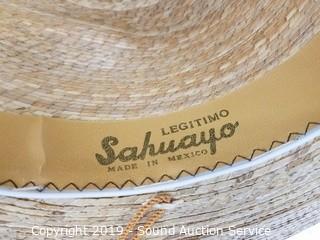 LEGITIMO
Sahuayo
MADE IN MEXICO
Copyright 2019 - Sound Auction Service